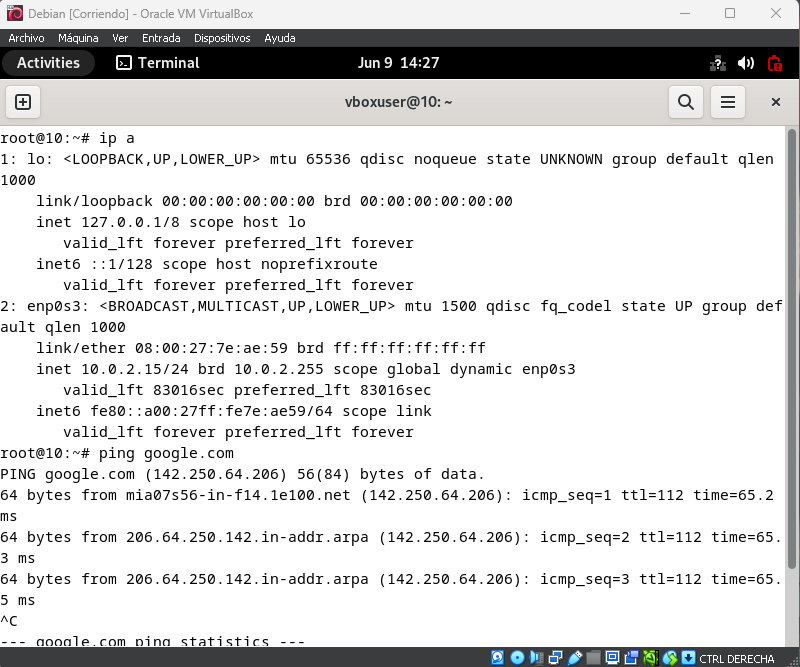 Debian [Corriendo] - Oracle VM VirtualBox
Archivo Máquina Ver Entrada Dispositivos Ayuda
Activities Terminal Jun 9 14:27
vboxuser@10: ~
root@10:~# ip a
1: lo: <LOOPBACK,UP,LOWER_UP> mtu 65536 qdisc noqueue state UNKNOWN group default qlen
1000
link/loopback 00:00:00:00:00:00 brd 00:00:00:00:00:00
inet 127.0.0.1/8 scope host lo
valid_lft forever preferred_lft forever
inet6 ::1/128 scope host noprefixroute
valid_lft forever preferred_lft forever
2: enp0s3: <BROADCAST,MULTICAST,UP,LOWER_UP> mtu 1500 qdisc fq_codel state UP group def
ault qlen 1000
link/ether 08:00:27:7e:ae:59 brd ff:ff:ff:ff:ff:ff
inet 10.0.2.15/24 brd 10.0.2.255 scope global dynamic enp0s3
valid_lft 83016sec preferred_lft 83016sec
inet6 fe80::a00:27ff:fe7e:ae59/64 scope link
valid_lft forever preferred_lft forever
root@10:~# ping google.com
PING google.com (142.250.64.206) 56(84) bytes of data.
64 bytes from mia07s56-in-f14.1e100.net (142.250.64.206): icmp_seq=1 ttl=112 time=65.2
ms
64 bytes from 206.64.250.142.in-addr.arpa (142.250.64.206): icmp_seq=2 ttl=112 time=65.
3 ms
64 bytes from 206.64.250.142.in-addr.arpa (142.250.64.206): icmp_seq=3 ttl=112 time=65.
5 ms
^C
--- google.com ping statistics ---
CTRL DERECHA